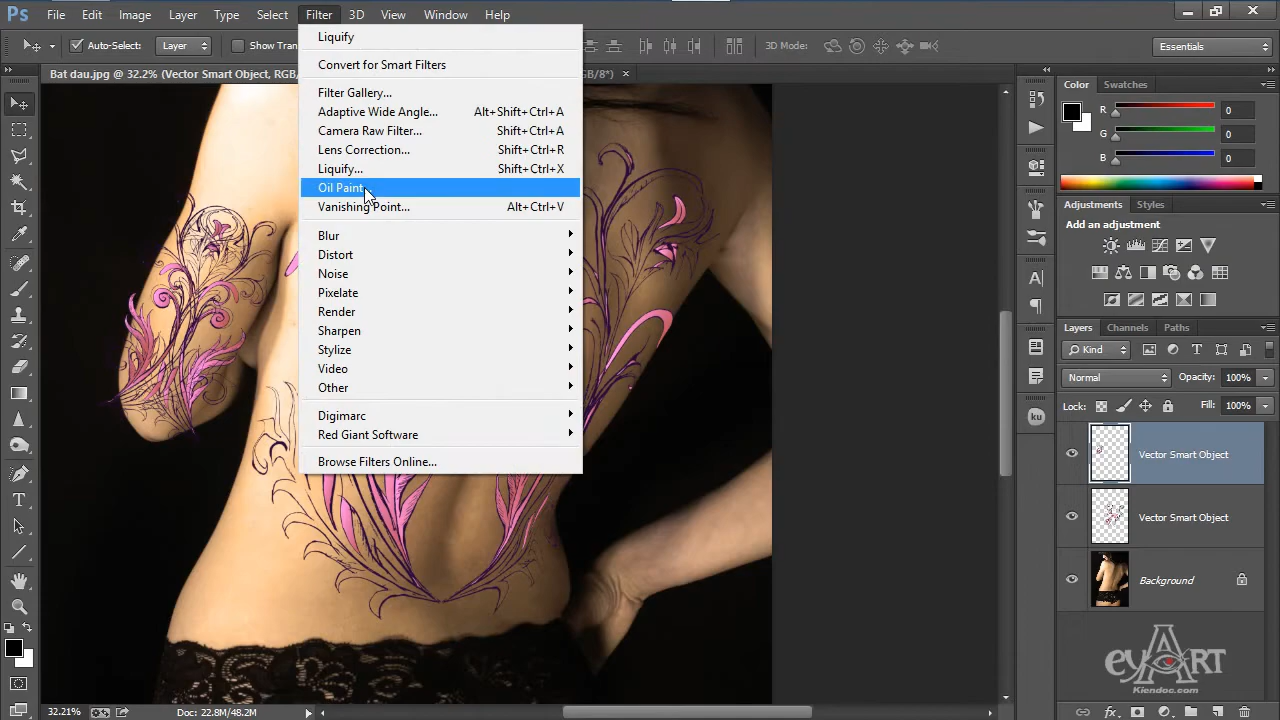 Ps File Edit Image Layer Type Select Filter 3D View Window Help
Auto-Select: Layer Show Tran 3D Mode: Essentials
Bat dau.jpg @ 32.2% (Vector Smart Object, RGB/ GB/8*) ×
Liquify
Convert for Smart Filters
Filter Gallery...
Adaptive Wide Angle... Alt+Shift+Ctrl+A
Camera Raw Filter... Shift+Ctrl+A
Lens Correction... Shift+Ctrl+R
Liquify... Shift+Ctrl+X
Oil Paint...
Vanishing Point... Alt+Ctrl+V
Blur
Distort
Noise
Pixelate
Render
Sharpen
Stylize
Video
Other
Digimarc
Red Giant Software
Browse Filters Online...
Color Swatches
R 0
G 0
B 0
Adjustments Styles
Add an adjustment
Layers Channels Paths
Kind
Normal Opacity: 100%
Lock: Fill: 100%
Vector Smart Object
Vector Smart Object
Background
ku
eyART
Kiendoc.com
32.21% Doc: 22.8M/48.2M